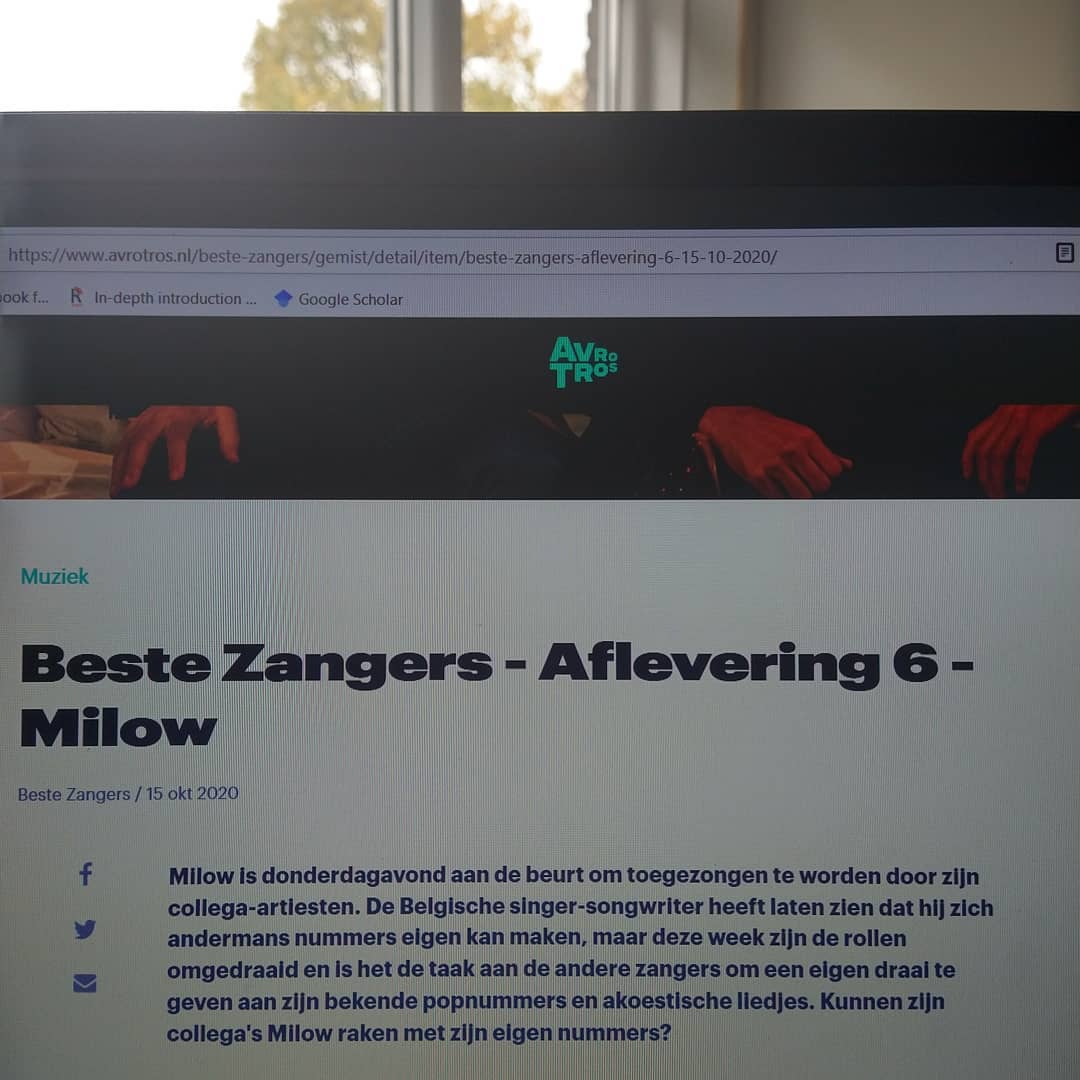 https://www.avrotros.nl/beste-zangers/gemist/detail/item/beste-zangers-aflevering-6-15-10-2020/
ook f... In-depth introduction ... Google Scholar
AVRO
TROS
Muziek
Beste Zangers - Aflevering 6 -
Milow
Beste Zangers / 15 okt 2020
Milow is donderdagavond aan de beurt om toegezongen te worden door zijn
collega-artiesten. De Belgische singer-songwriter heeft laten zien dat hij zich
andermans nummers eigen kan maken, maar deze week zijn de rollen
omgedraaid en is het de taak aan de andere zangers om een eigen draai te
geven aan zijn bekende popnummers en akoestische liedjes. Kunnen zijn
collega's Milow raken met zijn eigen nummers?